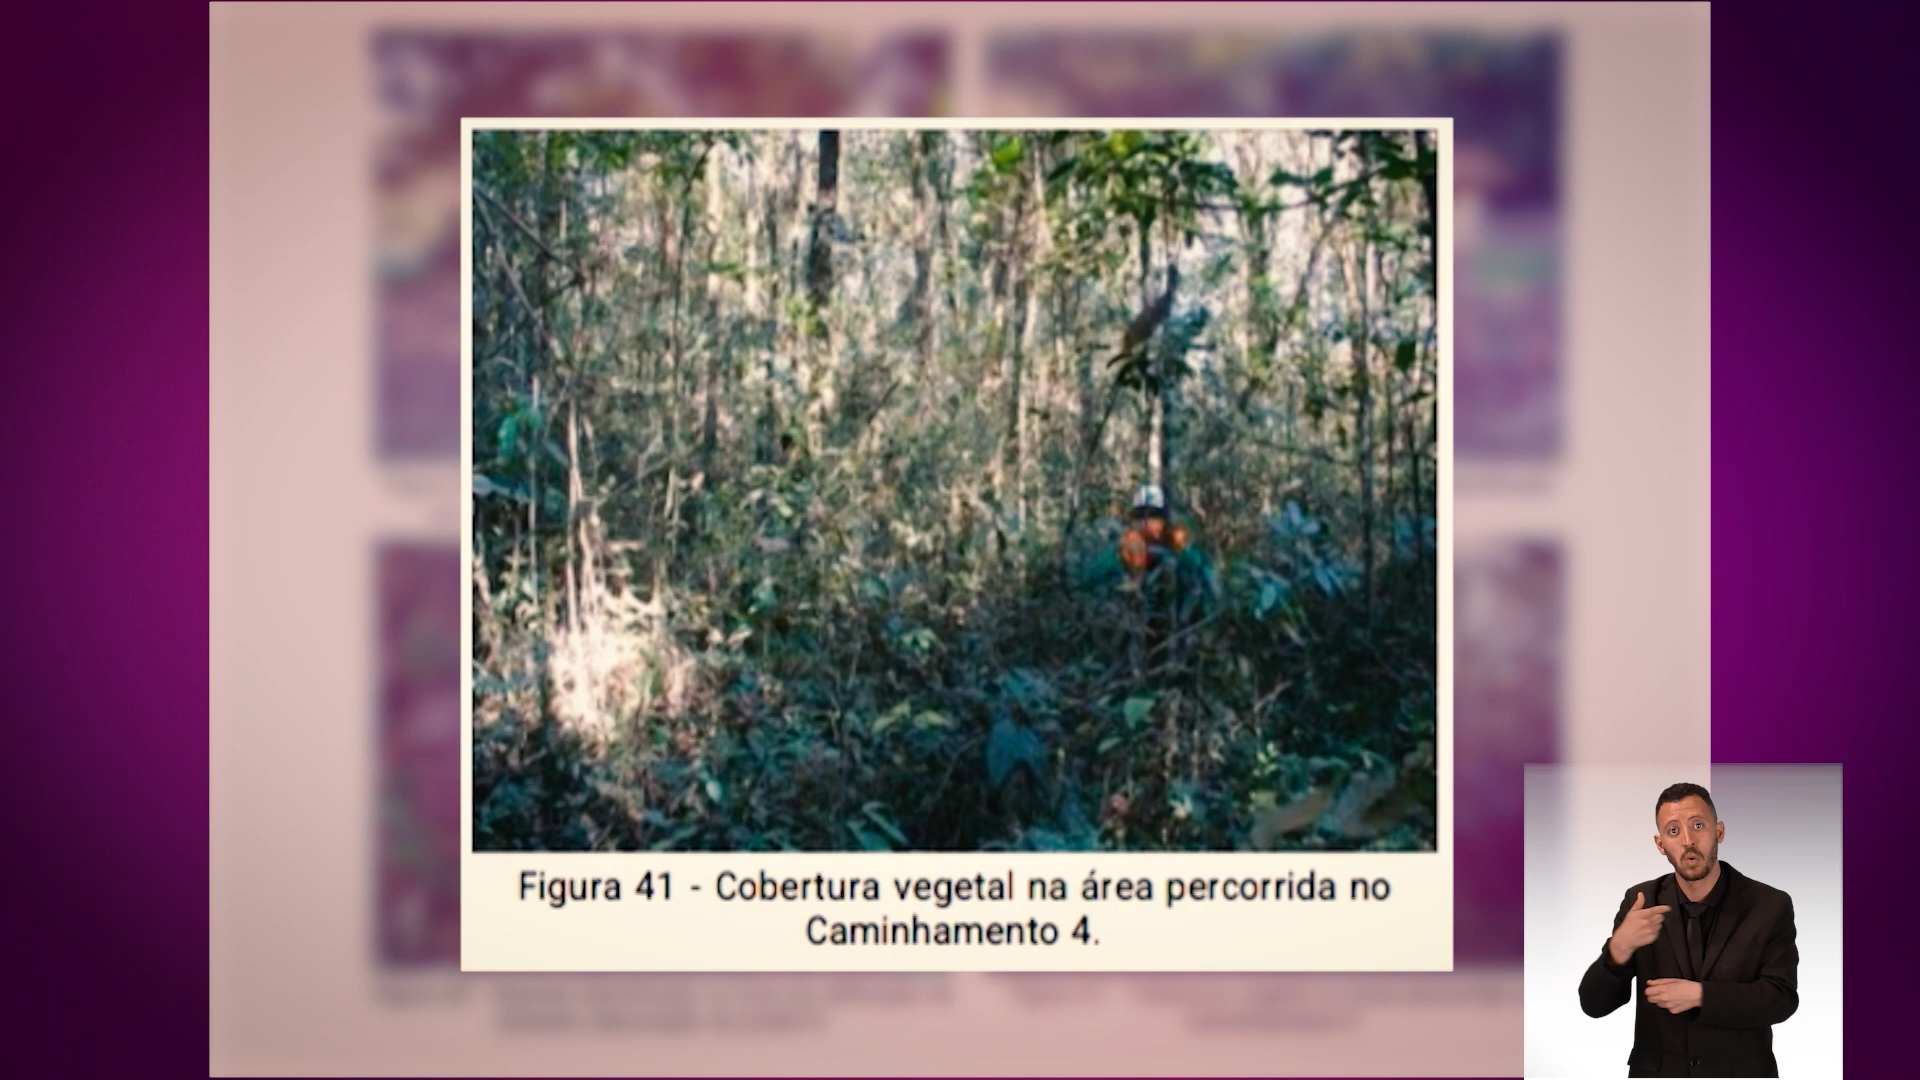 Figura 41 - Cobertura vegetal na área percorrida no
Caminhamento 4.